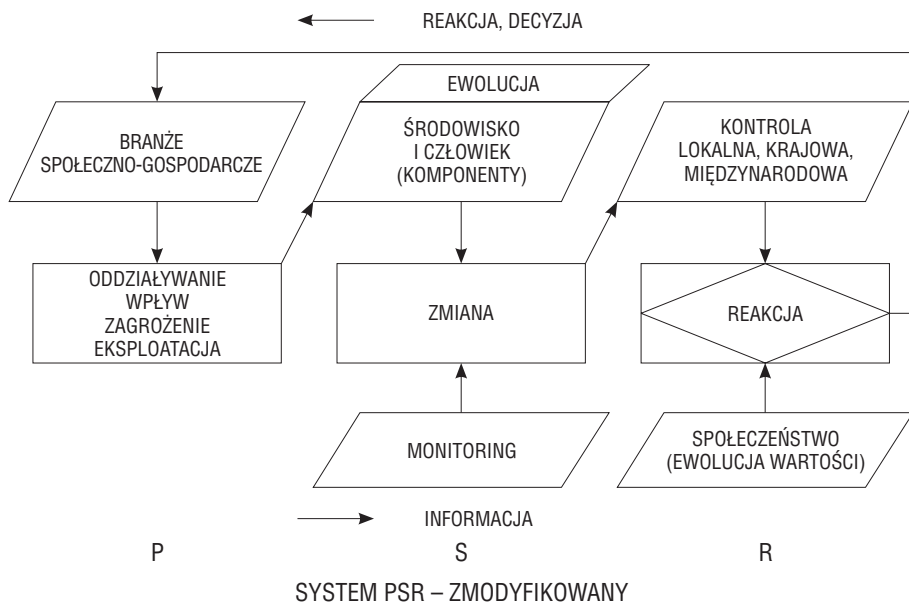 REAKCJA, DECYZJA
EWOLUCJA
BRANŻE
SPOŁECZNO-GOSPODARCZE
ŚRODOWISKO
I CZŁOWIEK
(KOMPONENTY)
KONTROLA
LOKALNA, KRAJOWA,
MIĘDZYNARODOWA
ODDZIAŁYWANIE
WPŁYW
ZAGROŻENIE
EKSPLOATACJA
ZMIANA
REAKCJA
MONITORING
SPOŁECZEŃSTWO
(EWOLUCJA WARTOŚCI)
INFORMACJA
P
S
R
SYSTEM PSR – ZMODYFIKOWANY